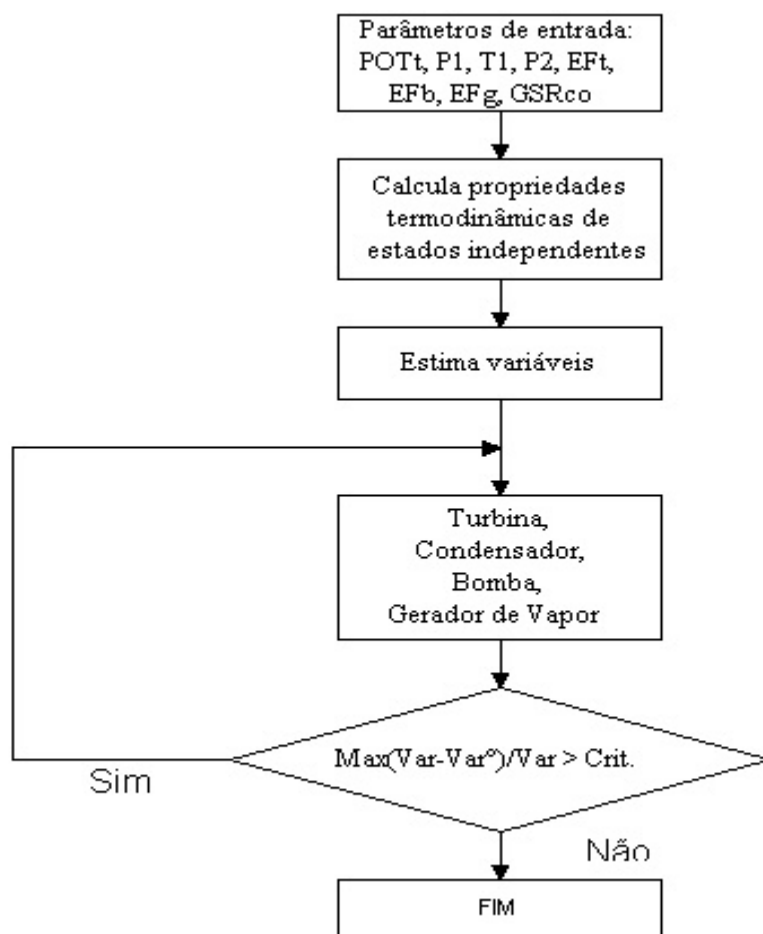 Parâmetros de entrada:
POTt, P1, T1, P2, EFt,
EFb, EFg, GSRco
Calcula propriedades
termodinâmicas de
estados independentes
Estima variáveis
Turbina,
Condensador,
Bomba,
Gerador de Vapor
Max(Var-Varº)/Var > Crit.
Sim
Não
FIM